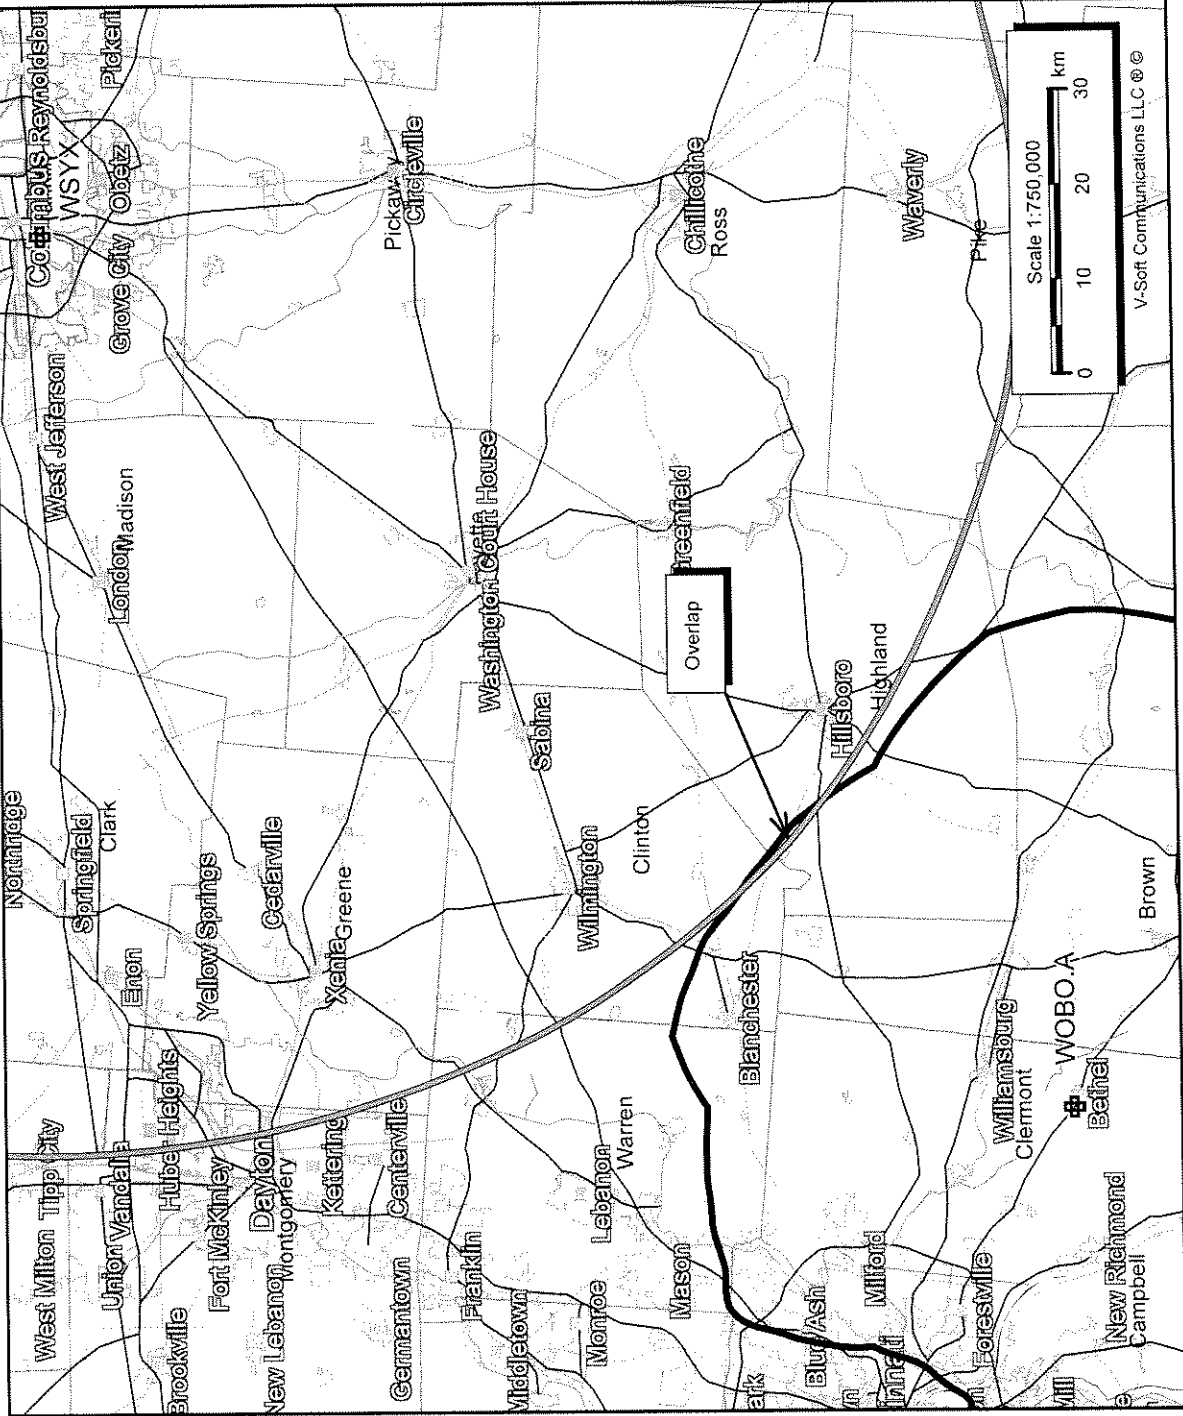 Northridge
Springfield
Clark
West Jefferson
London
Madison
Columbus
Reynoldsbu
WSYX
Grove City
Obetz
Pickeri
West Milton
Tipp City
Union
Vandalia
Huber Heights
Enon
Yellow Springs
Cedarville
Brookville
Fort McKinley
Dayton
Montgomery
New Lebanon
Kettering
Xenia
Greene
Centerville
Germantown
Pickaway
Circleville
Franklin
Washington Court House
Middletown
Sabina
Monroe
Lebanon
Warren
Wilmington
Clinton
Mason
Overlap
Greenfield
Chillicothe
Ross
Blanchester
ark
Blue Ash
Milford
Hillsboro
Highland
Waverly
Pike
Forestville
Williamsburg
Clermont
WOBO.A
Bethel
New Richmond
Campbell
Brown
Scale 1:750,000
0 10 20 30 km
V-Soft Communications LLC ® ©